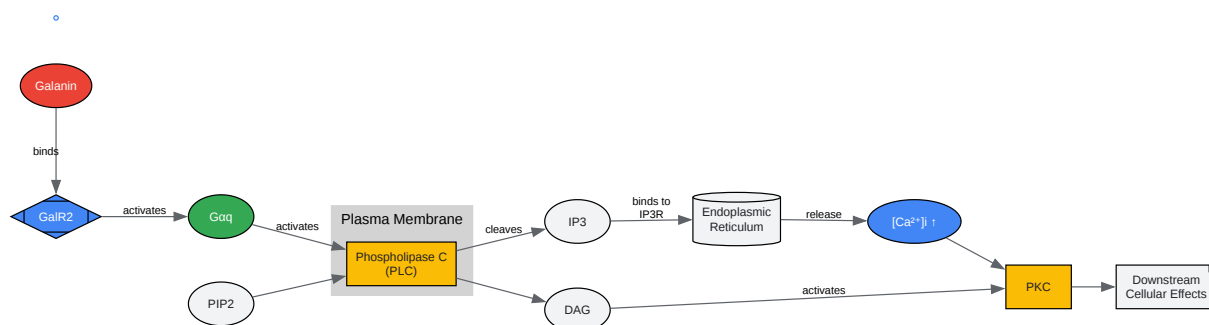 Galanin
binds
GalR2
activates
Gαq
activates
PIP2
Plasma Membrane
Phospholipase C
(PLC)
cleaves
IP3
DAG
binds to
IP3R
Endoplasmic
Reticulum
release
[Ca²⁺]i ↑
activates
PKC
Downstream
Cellular Effects